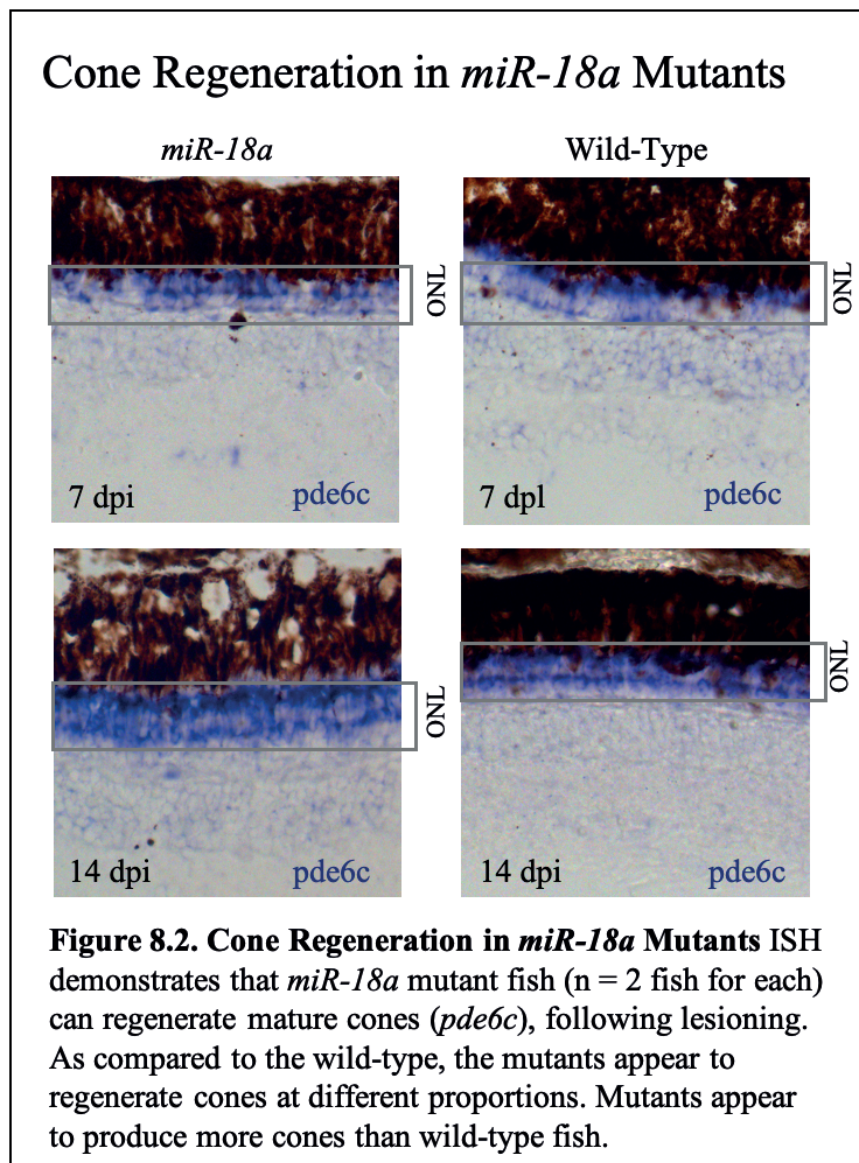 Cone Regeneration in miR-18a Mutants
miR-18a
Wild-Type
ONL
ONL
7 dpi
pde6c
7 dpl
pde6c
ONL
ONL
14 dpi
pde6c
14 dpi
pde6c
Figure 8.2. Cone Regeneration in miR-18a Mutants ISH
demonstrates that miR-18a mutant fish (n = 2 fish for each)
can regenerate mature cones (pde6c), following lesioning.
As compared to the wild-type, the mutants appear to
regenerate cones at different proportions. Mutants appear
to produce more cones than wild-type fish.